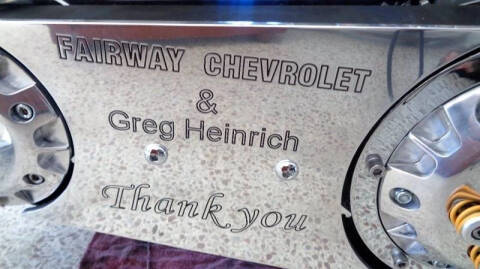 FAIRWAY CHEVROLET
&
Greg Heinrich
Thank you